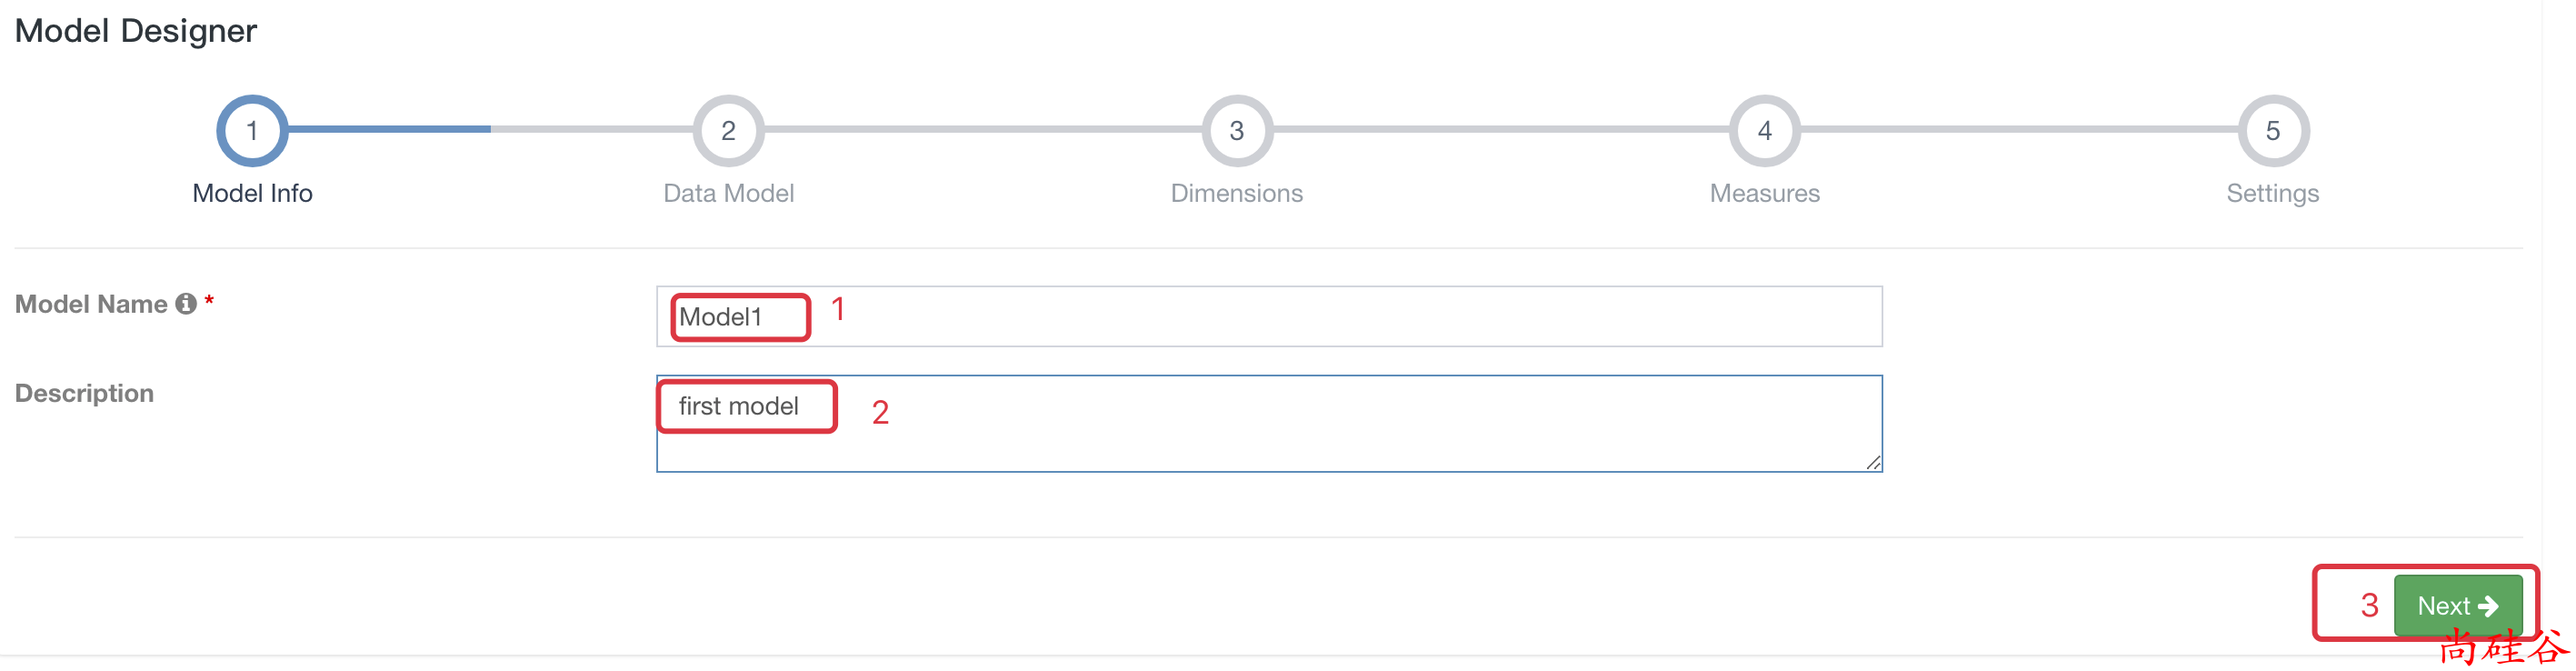 Model Designer
1 2 3 4 5
Model Info Data Model Dimensions Measures Settings
Model Name * Model1 1
Description first model 2
3 Next
尚硅谷